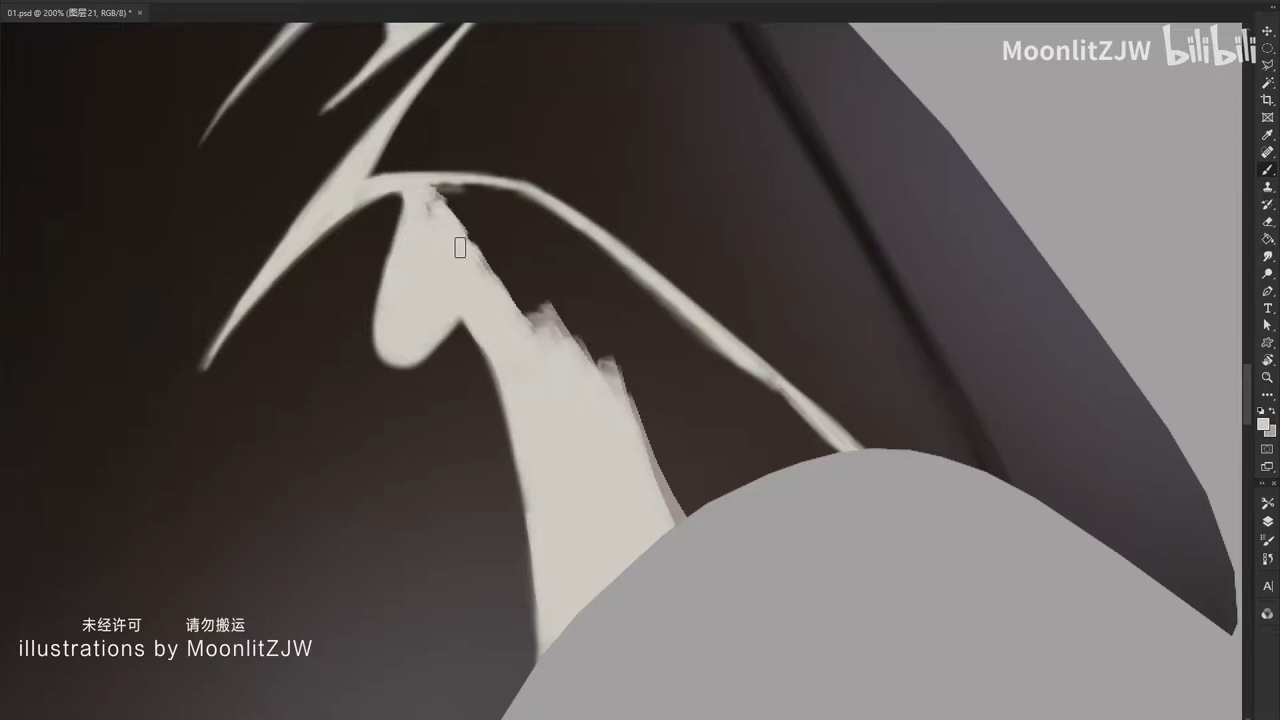 01.psd @ 200% (图层 21, RGB/8) *
MoonlitZJW bilibili
未经许可 请勿搬运
illustrations by MoonlitZJW